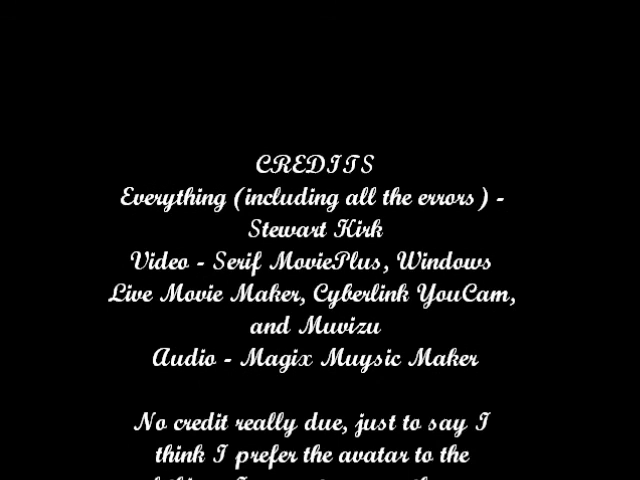 CREDITS
Everything (including all the errors) -
Stewart Kirk
Video - Serif MoviePlus, Windows
Live Movie Maker, Cyberlink YouCam,
and Muvizu
Audio - Magix Muysic Maker
No credit really due, just to say I
think I prefer the avatar to the